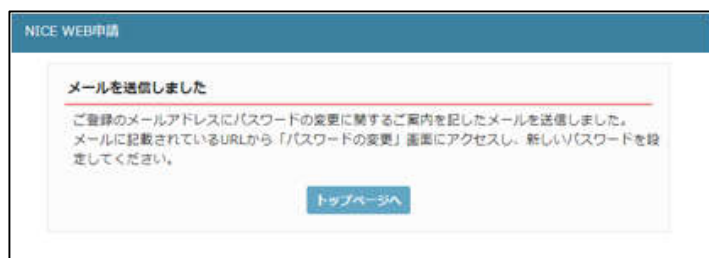 NICE WEB申請
メールを送信しました
ご登録のメールアドレスにパスワードの変更に関するご案内を記したメールを送信しました。
メールに記載されているURLから「パスワードの変更」画面にアクセスし、新しいパスワードを設
定してください。
トップページへ